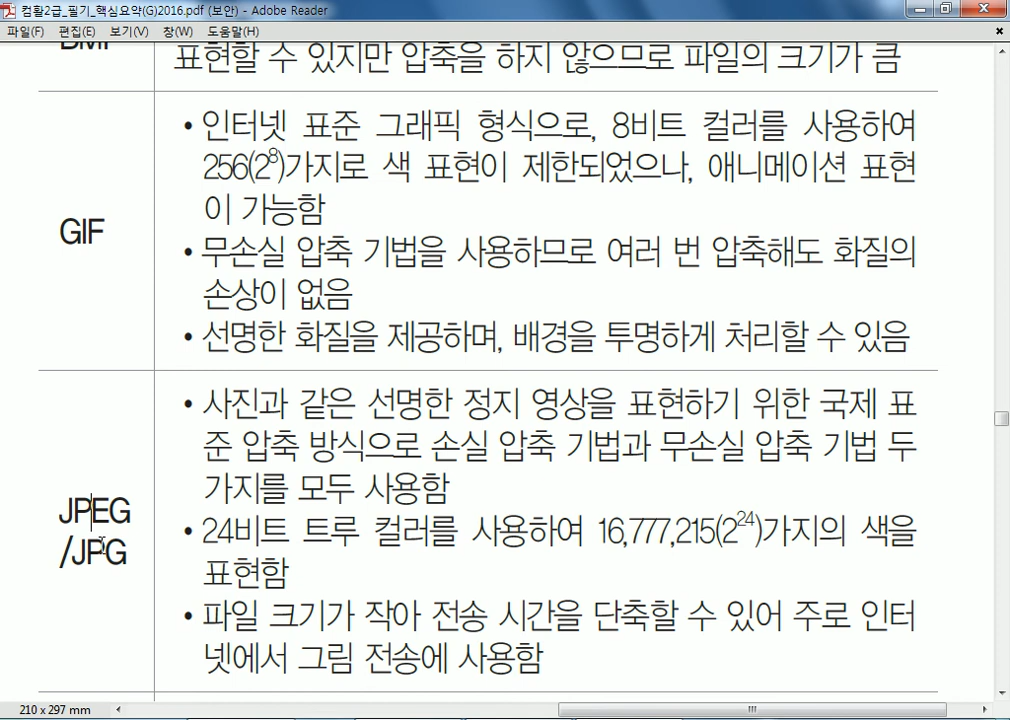 컴활2급_필기_핵심요약(G)2016.pdf (보안) - Adobe Reader
파일(F) 편집(E) 보기(V) 창(W) 도움말(H)
BMP
표현할 수 있지만 압축을 하지 않으므로 파일의 크기가 큼
GIF
• 인터넷 표준 그래픽 형식으로, 8비트 컬러를 사용하여
256(2⁸)가지로 색 표현이 제한되었으나, 애니메이션 표현
이 가능함
• 무손실 압축 기법을 사용하므로 여러 번 압축해도 화질의
손상이 없음
• 선명한 화질을 제공하며, 배경을 투명하게 처리할 수 있음
JPEG
/JPG
• 사진과 같은 선명한 정지 영상을 표현하기 위한 국제 표
준 압축 방식으로 손실 압축 기법과 무손실 압축 기법 두
가지를 모두 사용함
• 24비트 트루 컬러를 사용하여 16,777,215(2²⁴)가지의 색을
표현함
• 파일 크기가 작아 전송 시간을 단축할 수 있어 주로 인터
넷에서 그림 전송에 사용함
210 x 297 mm